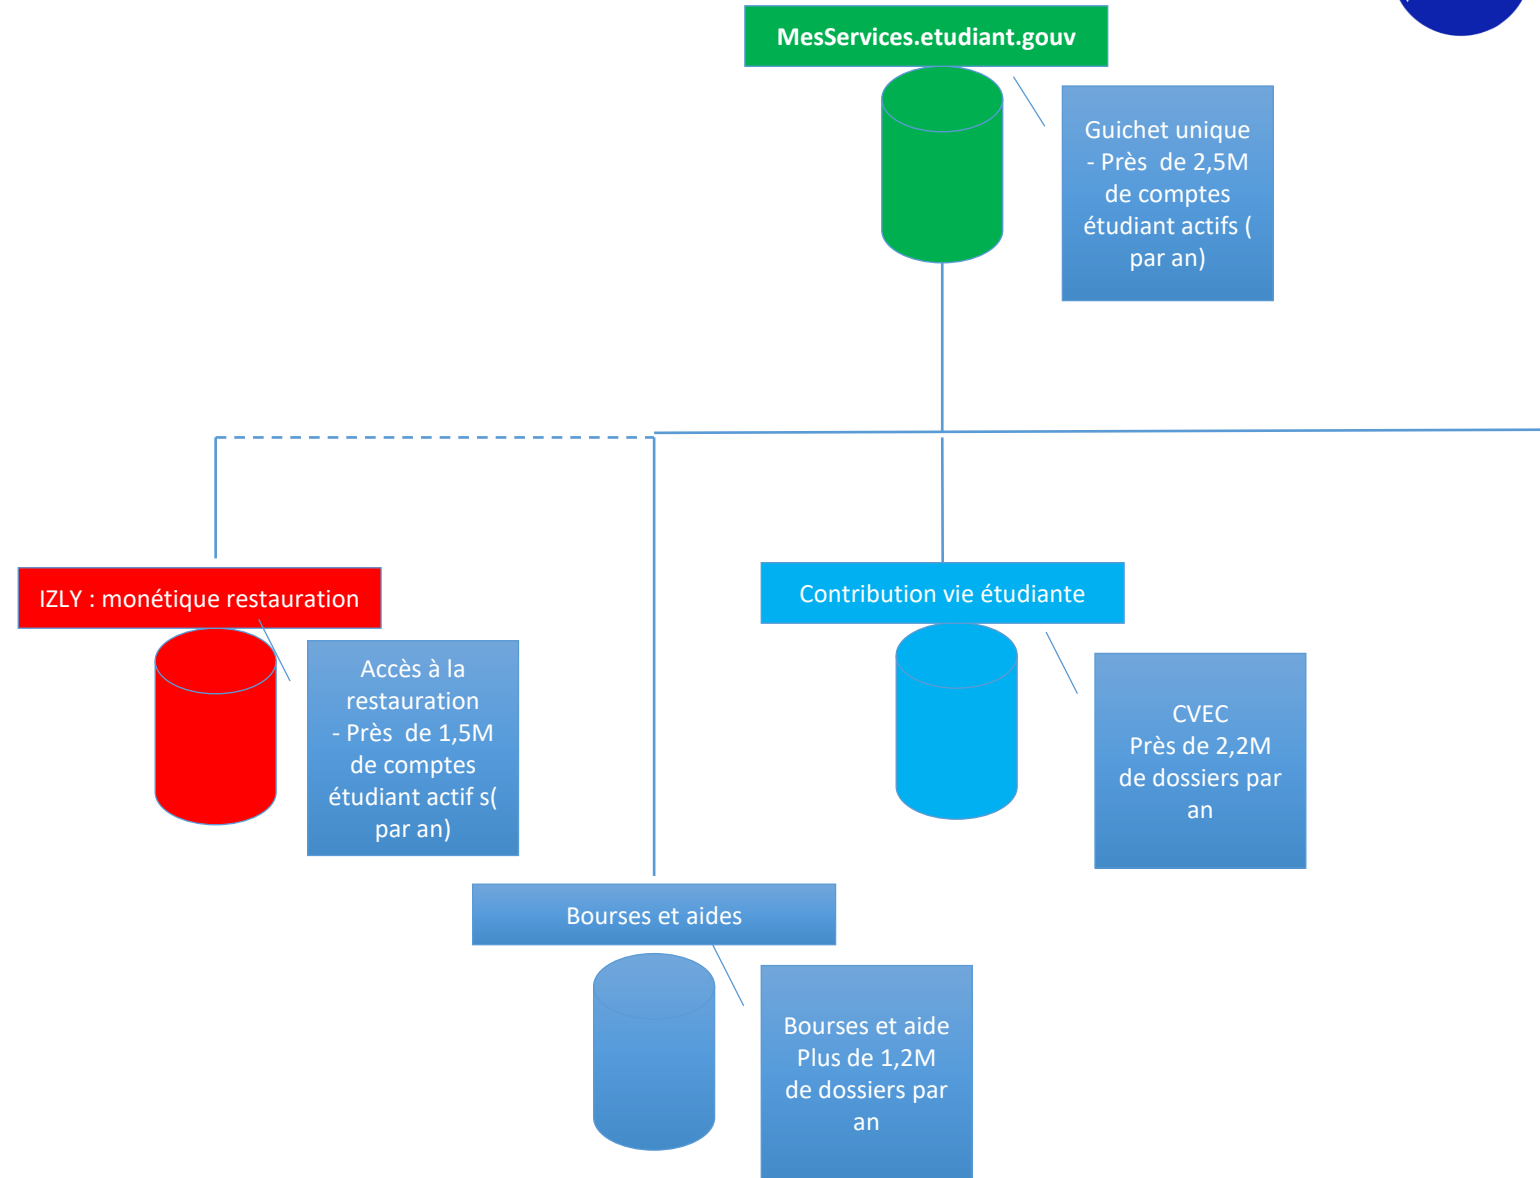 MesServices.etudiant.gouv
Guichet unique
- Près  de 2,5M
de comptes
étudiant actifs (
par an)
IZLY : monétique restauration
Accès à la
restauration
- Près  de 1,5M
de comptes
étudiant actif s(
par an)
Contribution vie étudiante
CVEC
Près de 2,2M
de dossiers par
an
Bourses et aides
Bourses et aide
Plus de 1,2M
de dossiers par
an